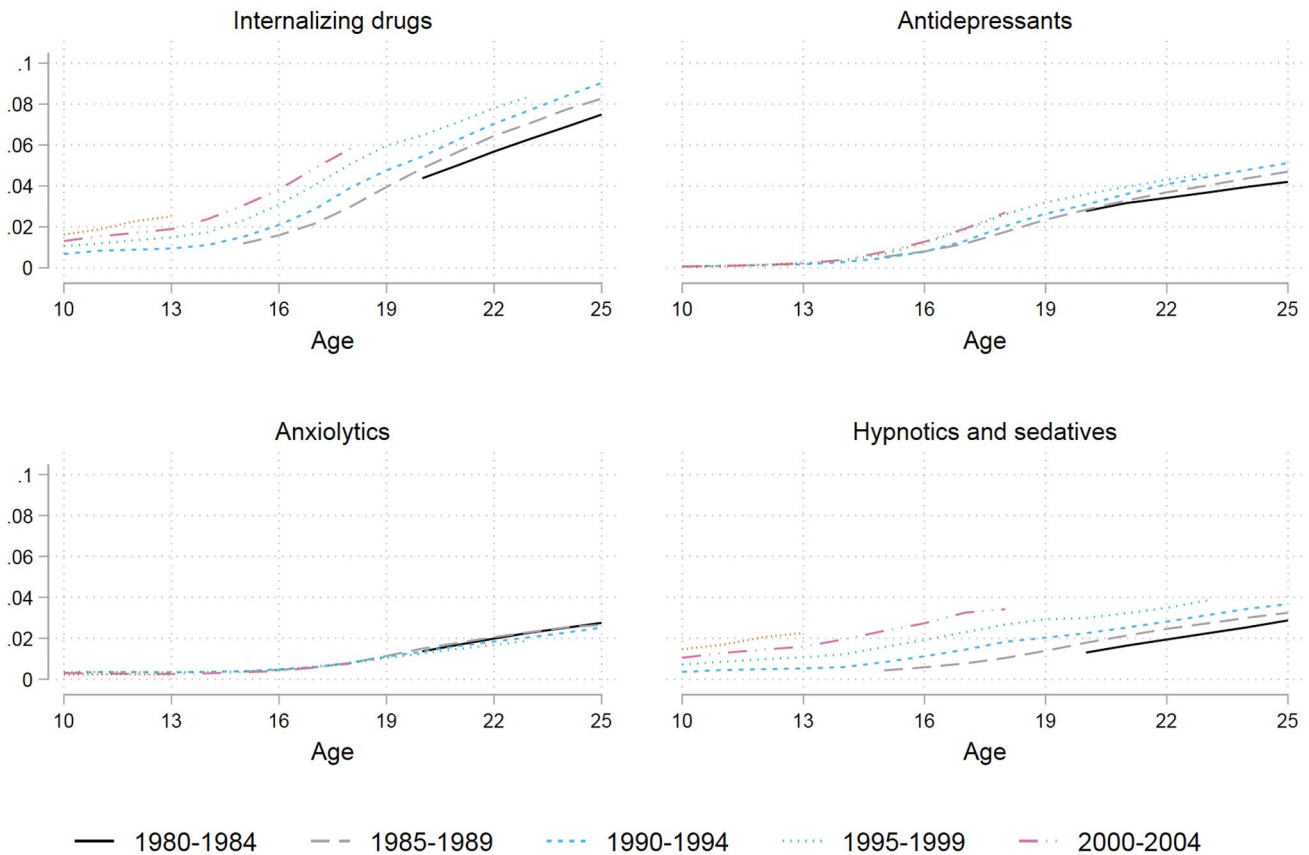 Internalizing drugs
Antidepressants
.1
.08
.06
.04
.02
0
10 13 16 19 22 25
10 13 16 19 22 25
Age
Age
Anxiolytics
Hypnotics and sedatives
.1
.08
.06
.04
.02
0
10 13 16 19 22 25
10 13 16 19 22 25
Age
Age
1980-1984 1985-1989 1990-1994 1995-1999 2000-2004